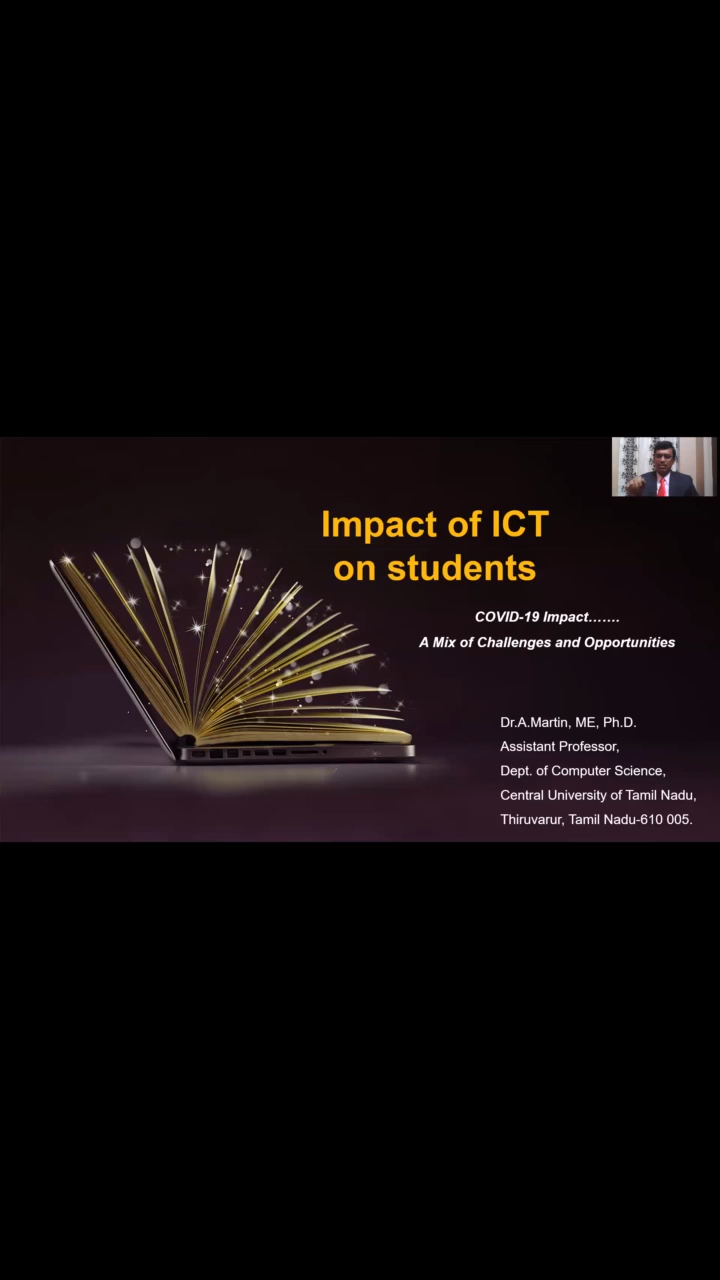 Impact of ICT
on students
COVID-19 Impact.......
A Mix of Challenges and Opportunities
Dr.A.Martin, ME, Ph.D.
Assistant Professor,
Dept. of Computer Science,
Central University of Tamil Nadu,
Thiruvarur, Tamil Nadu-610 005.